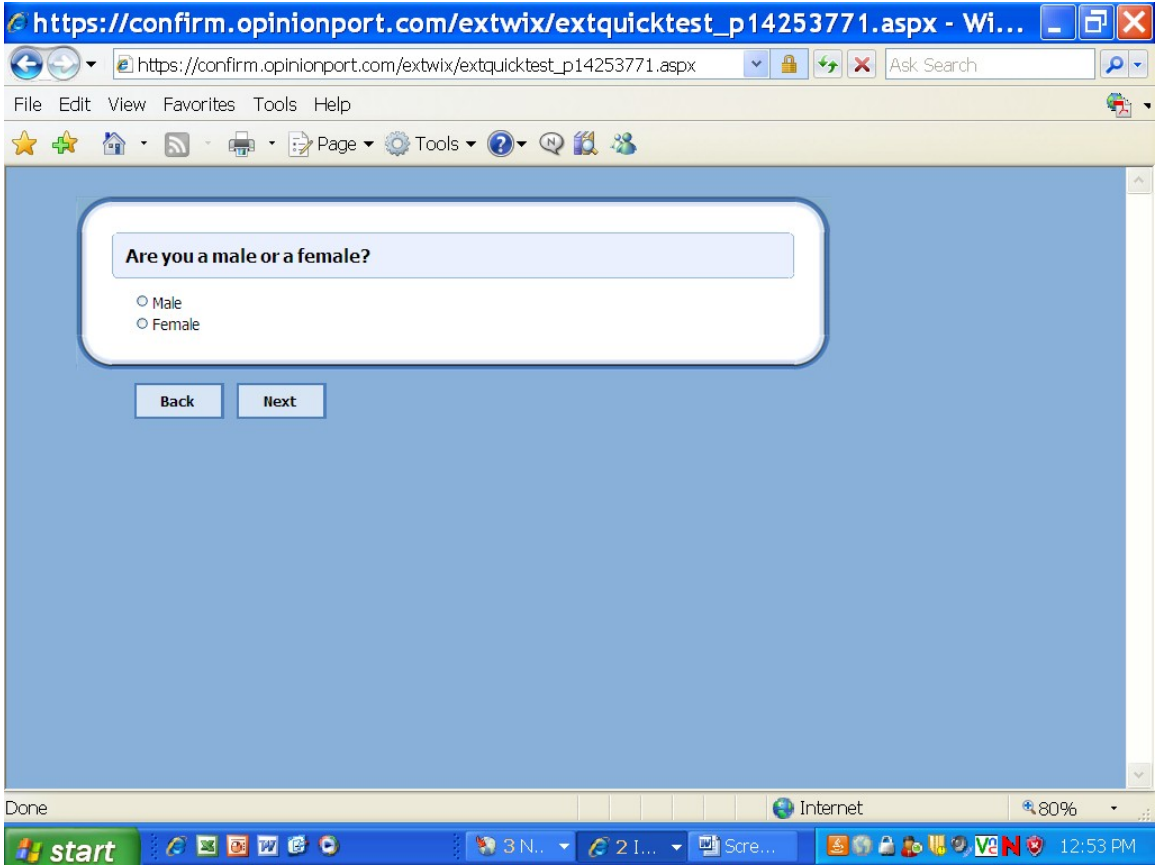 https://confirm.opinionport.com/extwix/extquicktest_p14253771.aspx - Wi...
https://confirm.opinionport.com/extwix/extquicktest_p14253771.aspx
Ask Search
File Edit View Favorites Tools Help
Page Tools
Are you a male or a female?
Male
Female
Back Next
Done Internet 80%
start 3 N... 2 I... Scre... 12:53 PM